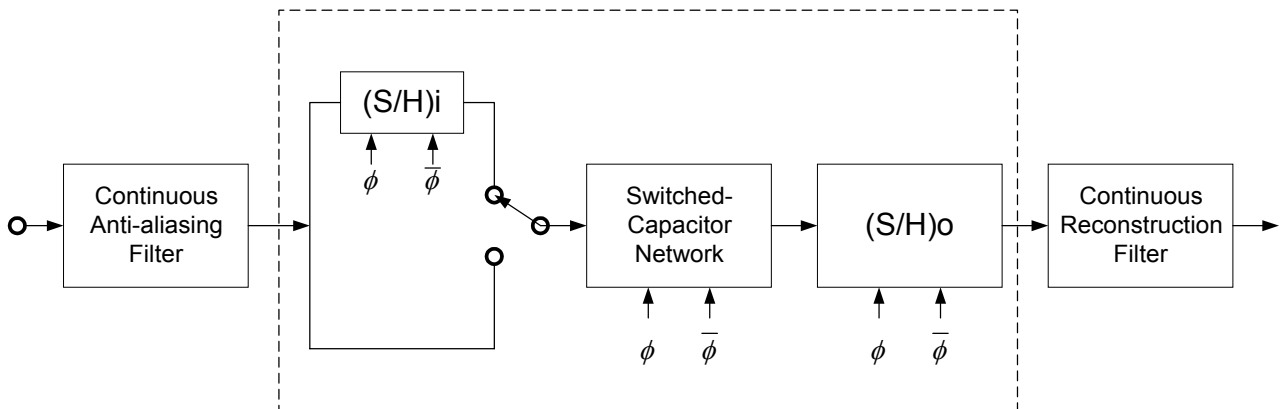 (S/H)i
ϕ
ϕ̅
Continuous
Anti-aliasing
Filter
Switched-
Capacitor
Network
ϕ
ϕ̅
(S/H)o
ϕ
ϕ̅
Continuous
Reconstruction
Filter